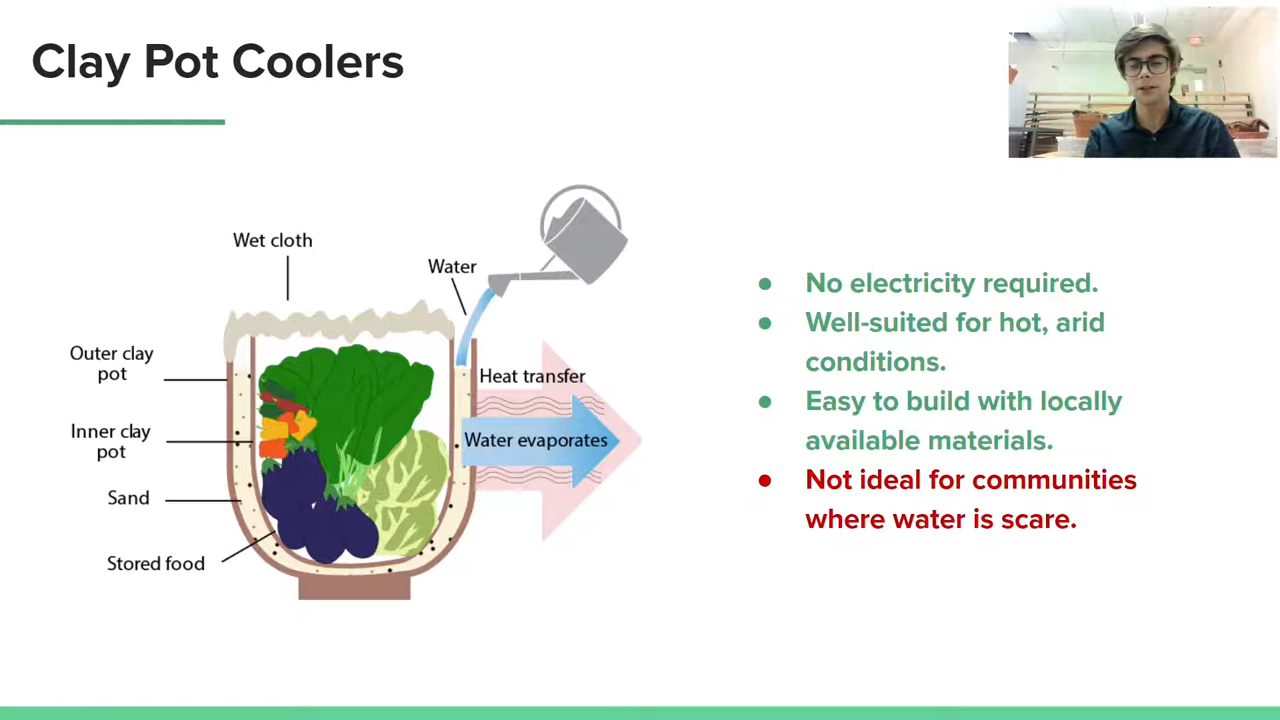 Clay Pot Coolers
Wet cloth
Water
Outer clay
pot
Heat transfer
Inner clay
pot
Water evaporates
Sand
Stored food
● No electricity required.
● Well-suited for hot, arid
conditions.
● Easy to build with locally
available materials.
● Not ideal for communities
where water is scare.